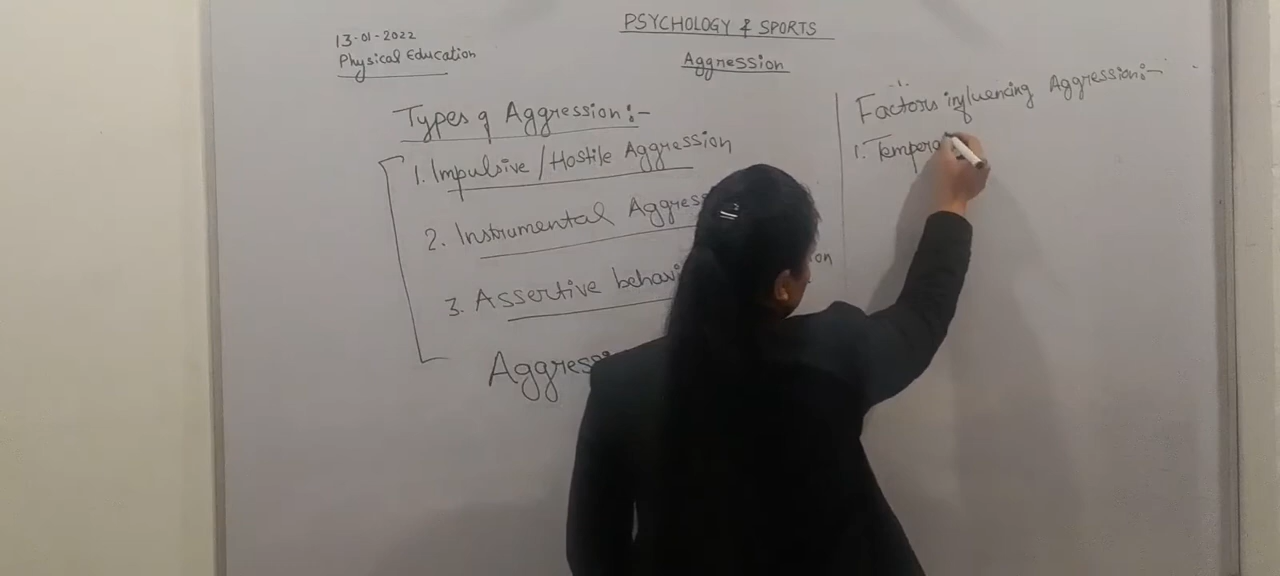 13-01-2022
Physical Education
PSYCHOLOGY & SPORTS
Aggression
Types of Aggression:-
1. Impulsive/Hostile Aggression
2. Instrumental
3. Assertive
Factors influencing Aggression:-
1.